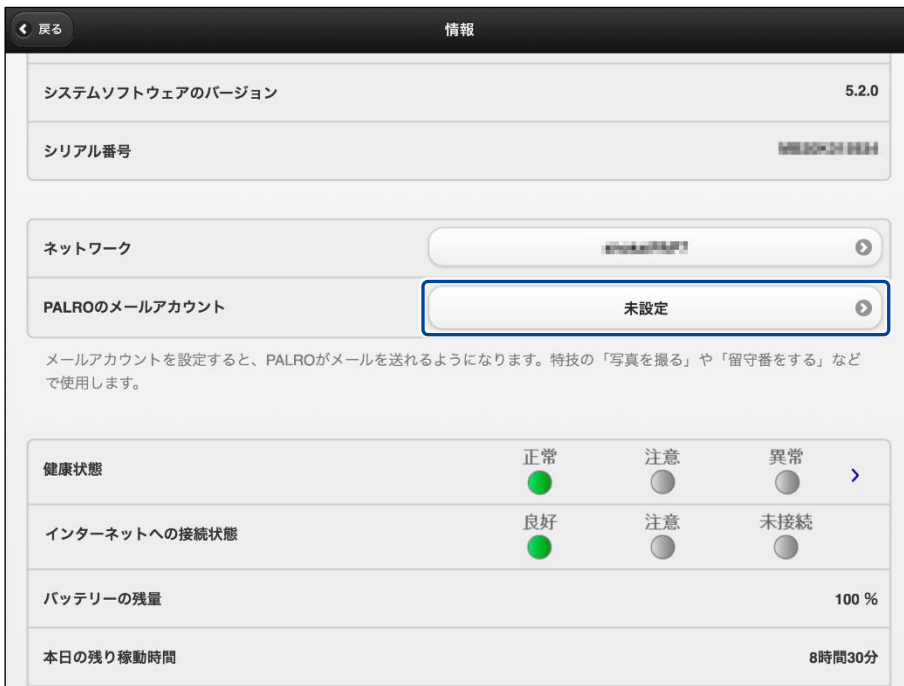 戻る
情報
システムソフトウェアのバージョン 5.2.0
シリアル番号
ネットワーク
PALROのメールアカウント 未設定
メールアカウントを設定すると、PALROがメールを送れるようになります。特技の「写真を撮る」や「留守番をする」など
で使用します。
正常 注意 異常
健康状態
良好 注意 未接続
インターネットへの接続状態
バッテリーの残量 100 %
本日の残り稼動時間 8時間30分